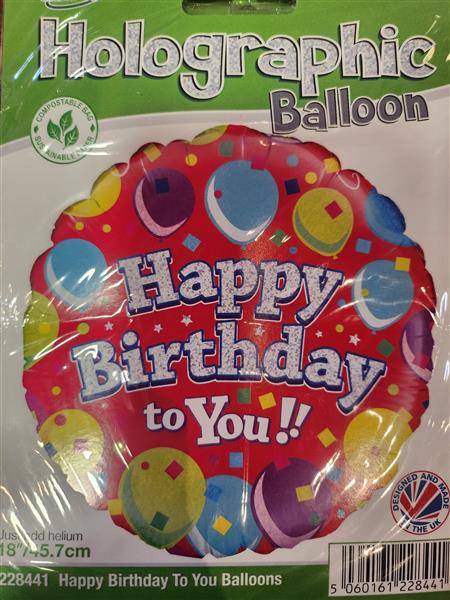 Holographic
Balloon
COMPOSTABLE BAG
Happy
Birthday
to You!!
DESIGNED AND MADE
IN THE UK
18"/45.7cm
228441 Happy Birthday To You Balloons
5 060161 228441